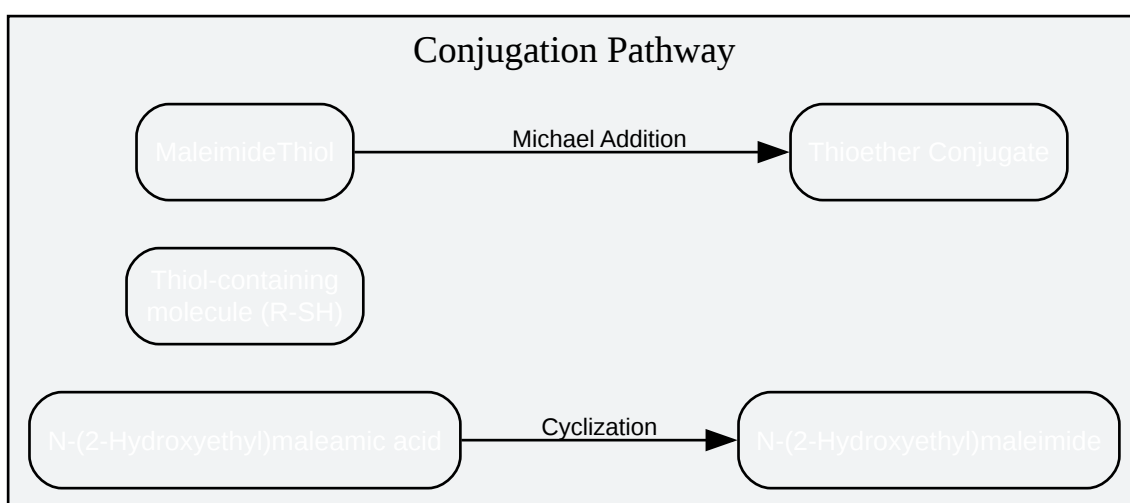 Conjugation Pathway
MaleimideThiol
Michael Addition
Thioether Conjugate
Thiol-containing
molecule (R-SH)
N-(2-Hydroxyethyl)maleamic acid
Cyclization
N-(2-Hydroxyethyl)maleimide